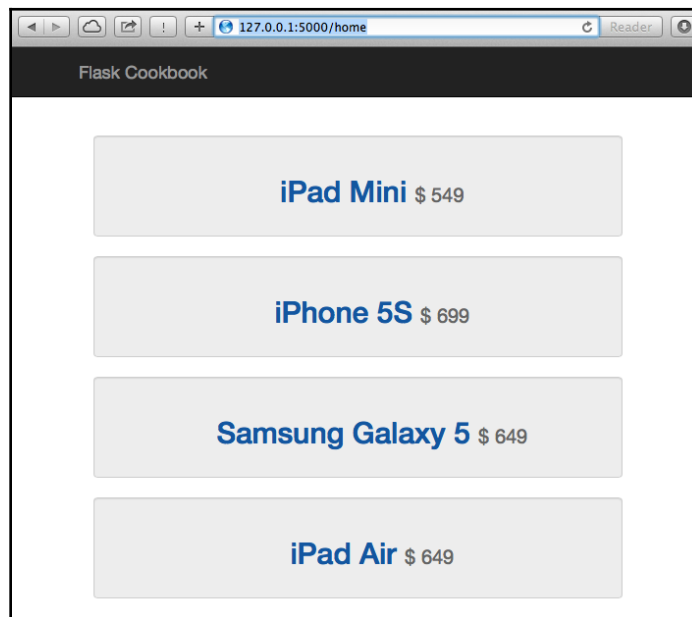 127.0.0.1:5000/home
Reader
Flask Cookbook
iPad Mini $ 549
iPhone 5S $ 699
Samsung Galaxy 5 $ 649
iPad Air $ 649